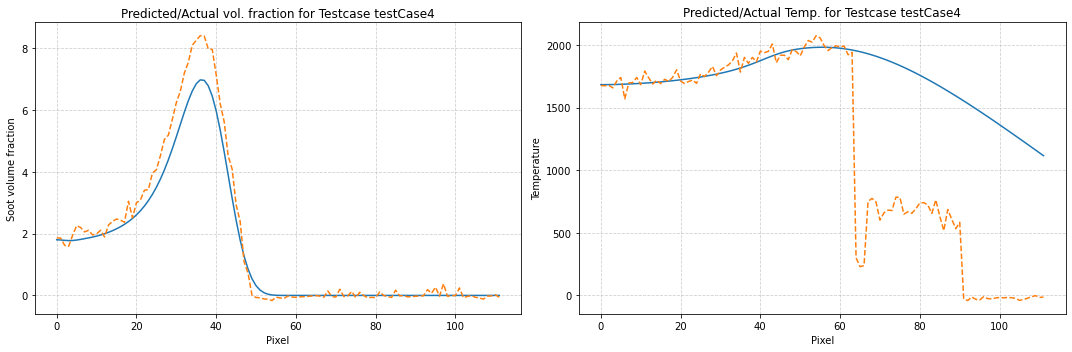 Predicted/Actual vol. fraction for Testcase testCase4
Soot volume fraction
8
6
4
2
0
0 20 40 60 80 100
Pixel
Predicted/Actual Temp. for Testcase testCase4
Temperature
2000
1500
1000
500
0
0 20 40 60 80 100
Pixel